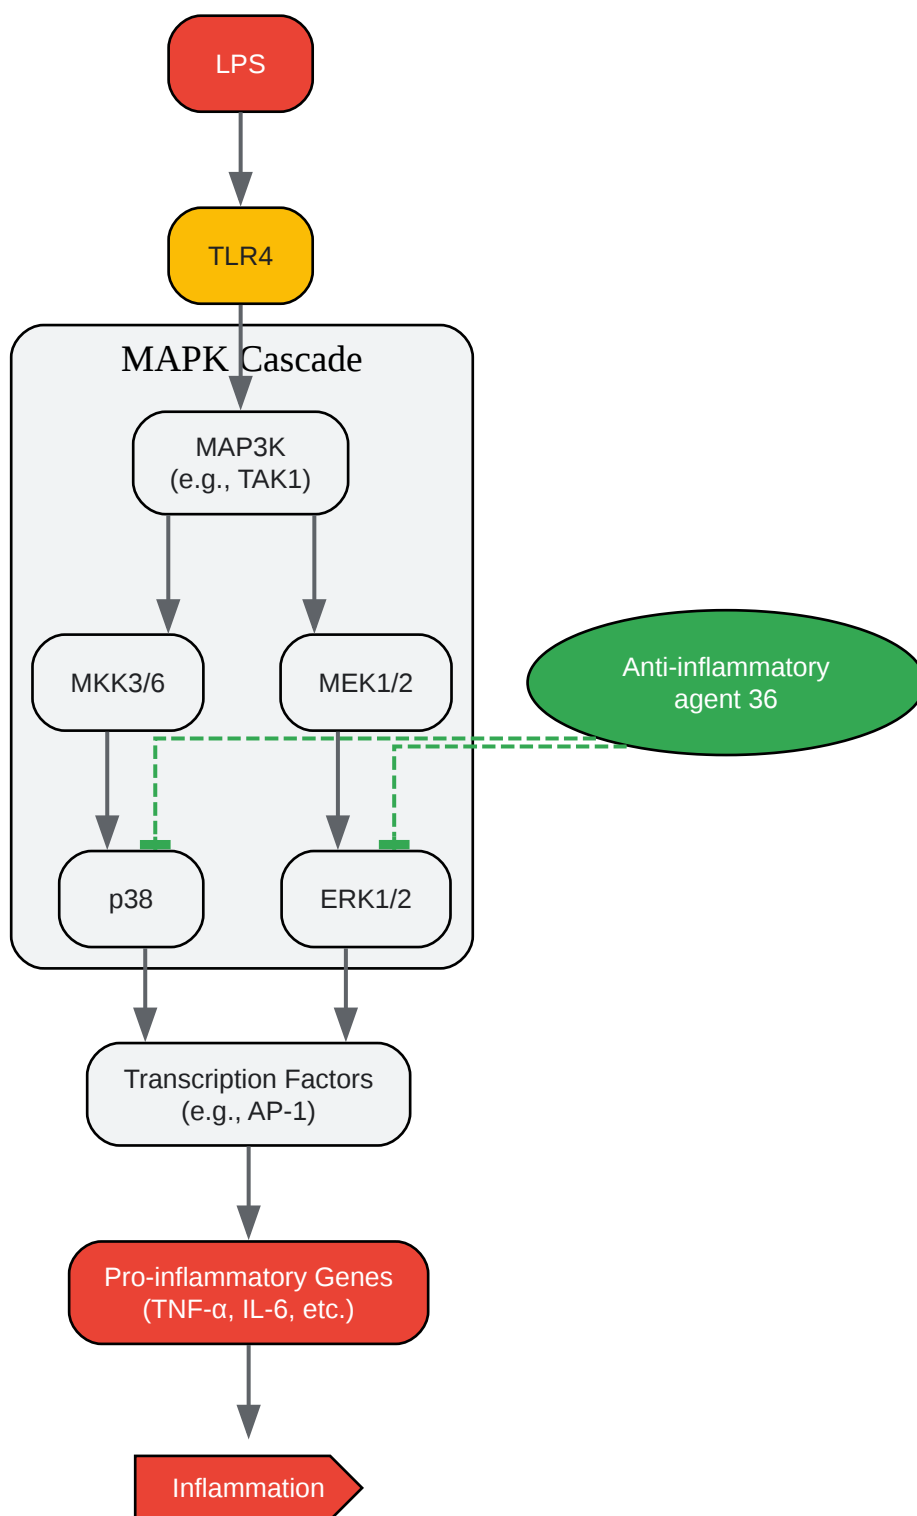 LPS
TLR4
MAPK Cascade
MAP3K
(e.g., TAK1)
MKK3/6
MEK1/2
Anti-inflammatory
agent 36
p38
ERK1/2
Transcription Factors
(e.g., AP-1)
Pro-inflammatory Genes
(TNF-α, IL-6, etc.)
Inflammation